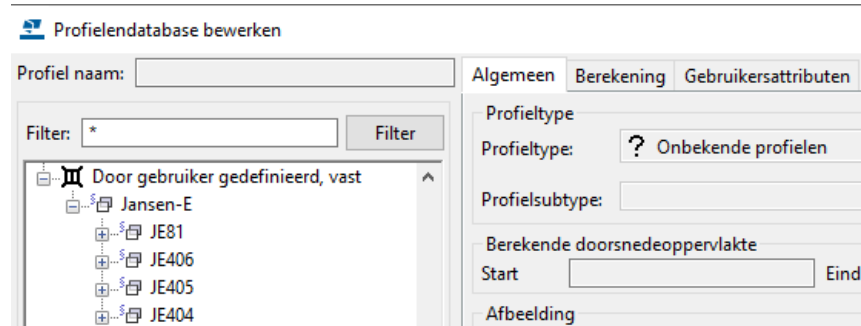 Profielendatabase bewerken
Profiel naam:
Algemeen Berekening Gebruikersattributen
Filter: * Filter
Profieltype
Profieltype: ? Onbekende profielen
Door gebruiker gedefinieerd, vast
Jansen-E
Profielsubtype:
JE81
JE406
Berekende doorsnedeoppervlakte
JE405
Start Eind
JE404
Afbeelding